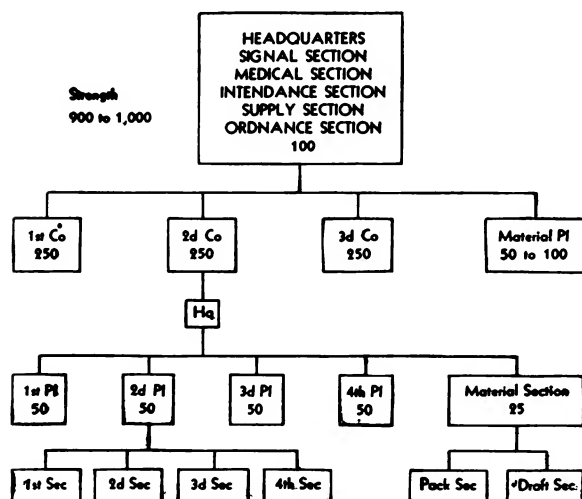 HEADQUARTERS
SIGNAL SECTION
MEDICAL SECTION
INTENDANCE SECTION
SUPPLY SECTION
ORDNANCE SECTION
100
Strength
900 to 1,000
1st Co
250
2d Co
250
3d Co
250
Material Pl
50 to 100
Hq
1st Pl
50
2d Pl
50
3d Pl
50
4th Pl
50
Material Section
25
1st Sec
2d Sec
3d Sec
4th Sec
Pack Sec
Draft Sec.